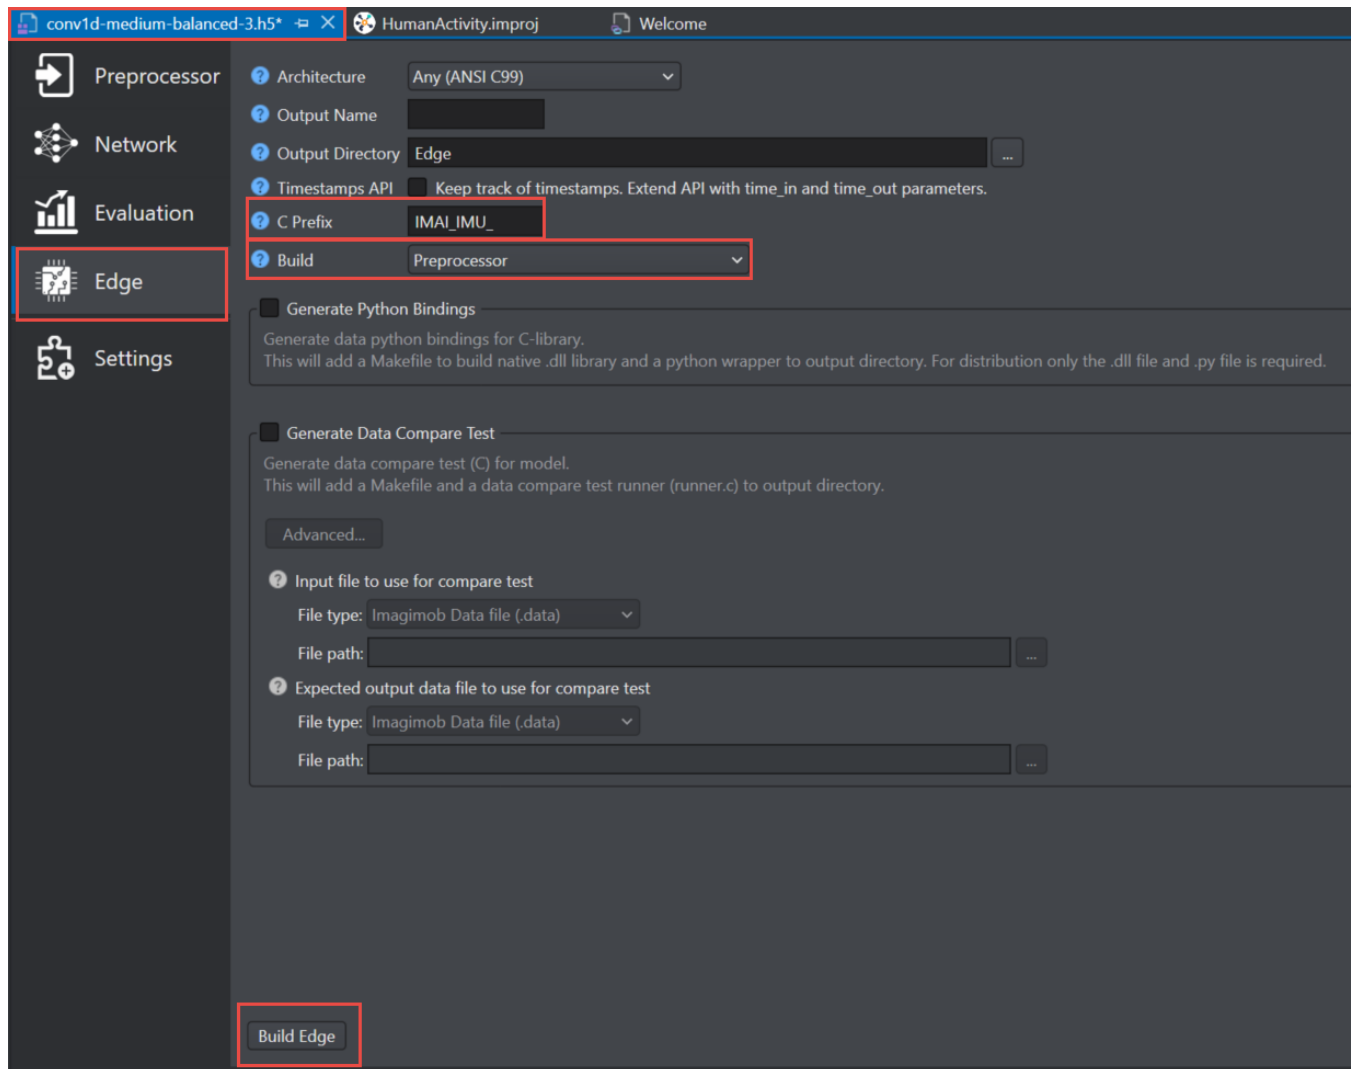 conv1d-medium-balanced-3.h5*
HumanActivity.improj
Welcome
Preprocessor
Network
Evaluation
Edge
Settings
Architecture Any (ANSI C99)
Output Name
Output Directory Edge ...
Timestamps API Keep track of timestamps. Extend API with time_in and time_out parameters.
C Prefix IMAI_IMU_
Build Preprocessor
Generate Python Bindings
Generate data python bindings for C-library.
This will add a Makefile to build native .dll library and a python wrapper to output directory. For distribution only the .dll file and .py file is required.
Generate Data Compare Test
Generate data compare test (C) for model.
This will add a Makefile and a data compare test runner (runner.c) to output directory.
Advanced...
Input file to use for compare test
File type: Imagimob Data file (.data)
File path: ...
Expected output data file to use for compare test
File type: Imagimob Data file (.data)
File path: ...
Build Edge